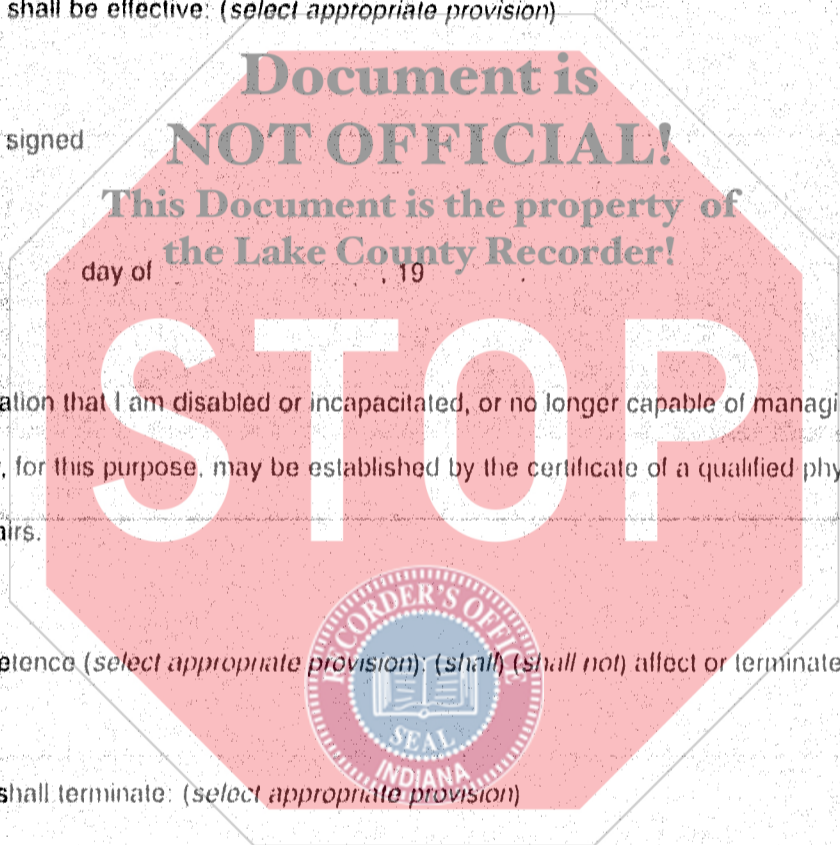 shall be effective: (select appropriate provision)
Document is
NOT OFFICIAL!
signed
This Document is the property of
the Lake County Recorder!
day of , 19 .
STOP
ation that I am disabled or incapacitated, or no longer capable of managi
, for this purpose, may be established by the certificate of a qualified phy
airs.
RECORDER'S OFFICE
etence (select appropriate provision): (shall) (shall not) affect or terminate
SEAL
INDIANA
shall terminate: (select appropriate provision)